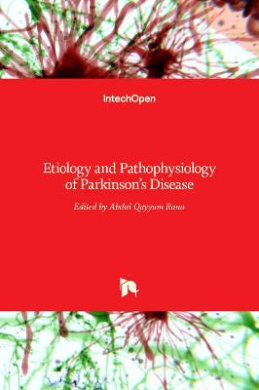 IntechOpen
Etiology and Pathophysiology
of Parkinson's Disease
Edited by Abdul Qayyum Rana